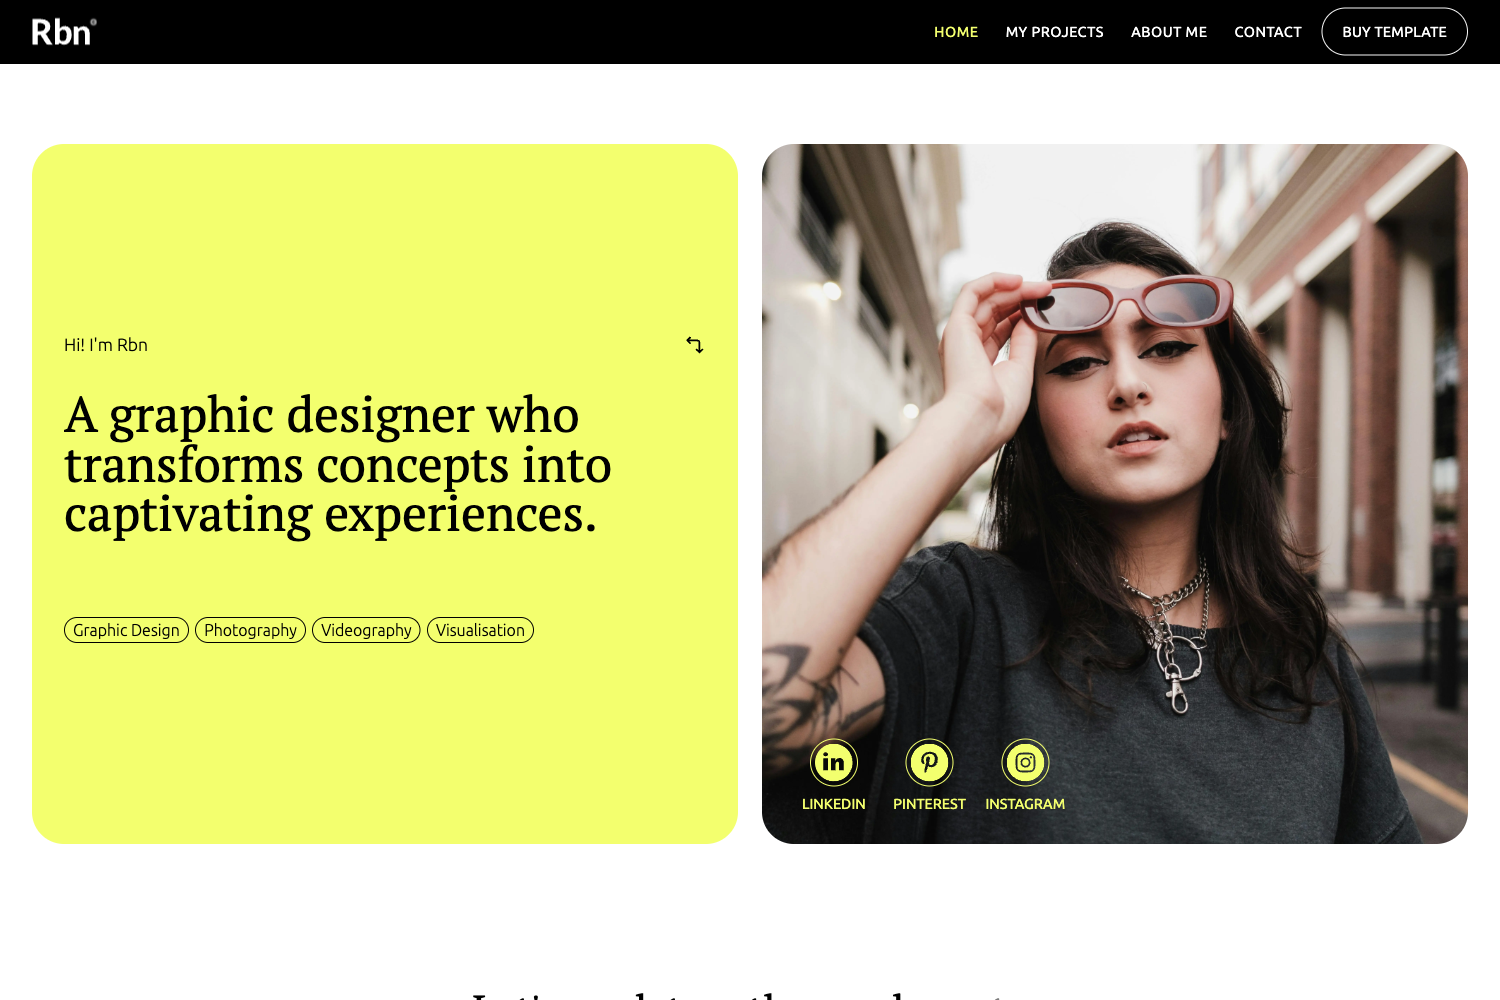 Rbn
HOME
MY PROJECTS
ABOUT ME
CONTACT
BUY TEMPLATE
Hi! I'm Rbn
A graphic designer who
transforms concepts into
captivating experiences.
Graphic Design
Photography
Videography
Visualisation
in
LINKEDIN
PINTEREST
INSTAGRAM